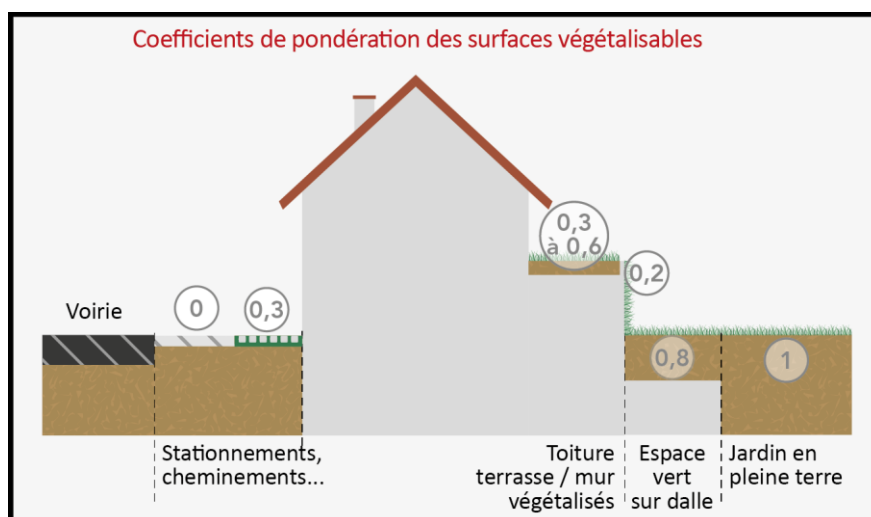 Coefficients de pondération des surfaces végétalisables
0,3
à 0,6
0,2
Voirie
0
0,3
0,8
1
Stationnements,
cheminements...
Toiture
terrasse / mur
végétalisés
Espace
vert
sur dalle
Jardin en
pleine terre